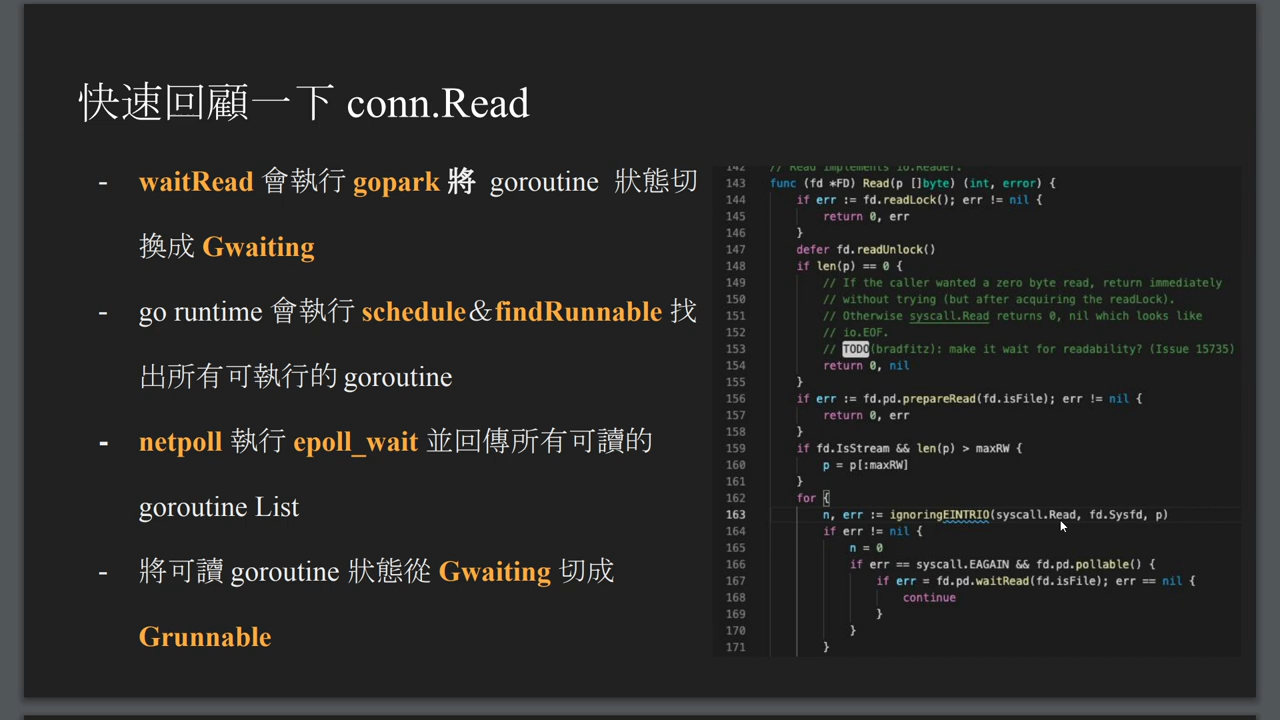 快速回顧一下 conn.Read
- waitRead 會執行 gopark 將 goroutine 狀態切
換成 Gwaiting
- go runtime 會執行 schedule&findRunnable 找
出所有可執行的 goroutine
- netpoll 執行 epoll_wait 並回傳所有可讀的
goroutine List
- 將可讀 goroutine 狀態從 Gwaiting 切成
Grunnable
142 // Read implements io.Reader.
143 func (fd *FD) Read(p []byte) (int, error) {
144 if err := fd.readLock(); err != nil {
145 return 0, err
146 }
147 defer fd.readUnlock()
148 if len(p) == 0 {
149 // If the caller wanted a zero byte read, return immediately
150 // without trying (but after acquiring the readLock).
151 // Otherwise syscall.Read returns 0, nil which looks like
152 // io.EOF.
153 // TODO(bradfitz): make it wait for readability? (Issue 15735)
154 return 0, nil
155 }
156 if err := fd.pd.prepareRead(fd.isFile); err != nil {
157 return 0, err
158 }
159 if fd.IsStream && len(p) > maxRW {
160 p = p[:maxRW]
161 }
162 for {
163 n, err := ignoringEINTRIO(syscall.Read, fd.Sysfd, p)
164 if err != nil {
165 n = 0
166 if err == syscall.EAGAIN && fd.pd.pollable() {
167 if err = fd.pd.waitRead(fd.isFile); err == nil {
168 continue
169 }
170 }
171 }